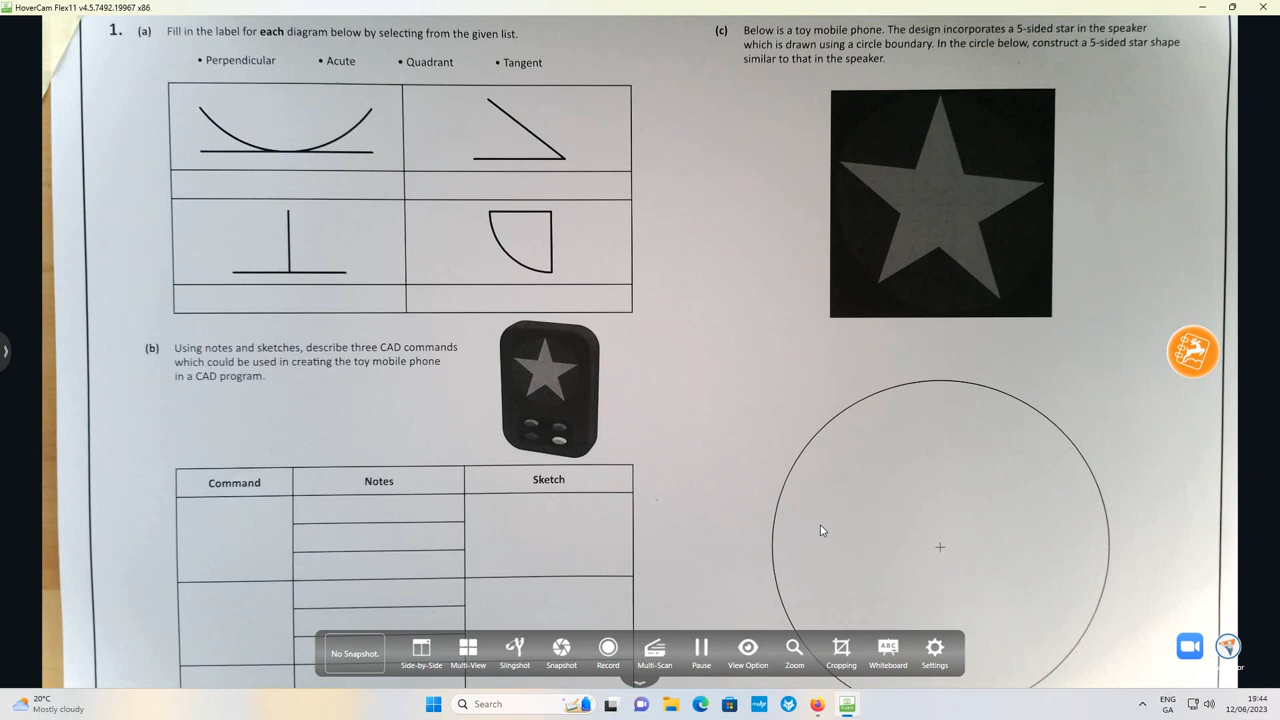 HoverCam Flex11 v4.5.7492.19967 x86
1. (a) Fill in the label for each diagram below by selecting from the given list.
• Perpendicular • Acute • Quadrant • Tangent
(b) Using notes and sketches, describe three CAD commands
which could be used in creating the toy mobile phone
in a CAD program.
Command Notes Sketch
(c) Below is a toy mobile phone. The design incorporates a 5-sided star in the speaker
which is drawn using a circle boundary. In the circle below, construct a 5-sided star shape
similar to that in the speaker.
No Snapshot.
Side-by-Side Multi-View Slingshot Snapshot Record Multi-Scan Pause View Option Zoom Cropping Whiteboard Settings
ABC
20°C
Mostly cloudy
Search
ENG
GA
19:44
12/06/2023